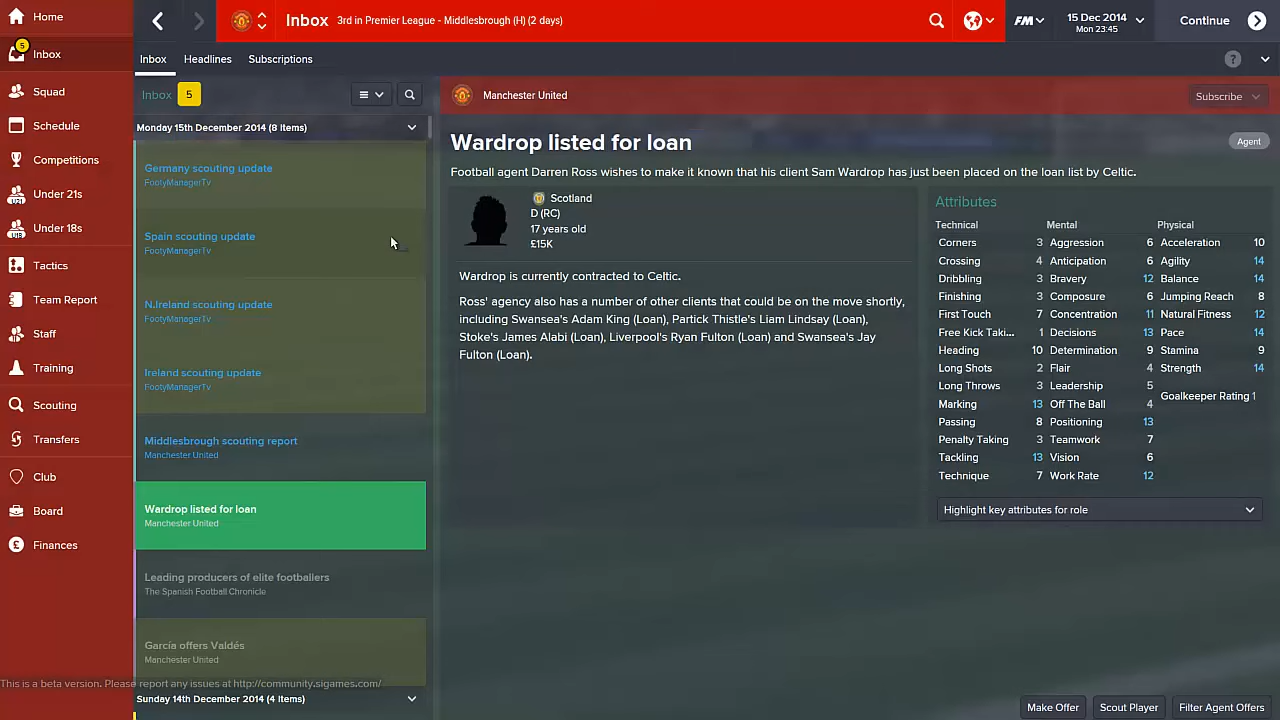 Home
5
Inbox
Squad
Schedule
Competitions
U21
Under 21s
U18
Under 18s
Tactics
Team Report
Staff
Training
Scouting
Transfers
Club
Board
£
Finances
Inbox
3rd in Premier League - Middlesbrough (H) (2 days)
FM
15 Dec 2014
Mon 23:45
Continue
Inbox
Headlines
Subscriptions
?
Inbox
5
Monday 15th December 2014 (8 Items)
Germany scouting update
FootyManagerTv
Spain scouting update
FootyManagerTv
N.Ireland scouting update
FootyManagerTv
Ireland scouting update
FootyManagerTv
Middlesbrough scouting report
Manchester United
Wardrop listed for loan
Manchester United
Leading producers of elite footballers
The Spanish Football Chronicle
García offers Valdés
Manchester United
This is a beta version. Please report any issues at http://community.sigames.com/
Sunday 14th December 2014 (4 Items)
Manchester United
Subscribe
Wardrop listed for loan
Agent
Football agent Darren Ross wishes to make it known that his client Sam Wardrop has just been placed on the loan list by Celtic.
Scotland
D (RC)
17 years old
£15K
Wardrop is currently contracted to Celtic.
Ross' agency also has a number of other clients that could be on the move shortly,
including Swansea's Adam King (Loan), Partick Thistle's Liam Lindsay (Loan),
Stoke's James Alabi (Loan), Liverpool's Ryan Fulton (Loan) and Swansea's Jay
Fulton (Loan).
Attributes
Technical Mental Physical
Corners 3 Aggression 6 Acceleration 10
Crossing 4 Anticipation 6 Agility 14
Dribbling 3 Bravery 12 Balance 14
Finishing 3 Composure 6 Jumping Reach 8
First Touch 7 Concentration 11 Natural Fitness 12
Free Kick Taki... 1 Decisions 13 Pace 14
Heading 10 Determination 9 Stamina 9
Long Shots 2 Flair 4 Strength 14
Long Throws 3 Leadership 5
Goalkeeper Rating 1
Marking 13 Off The Ball 4
Passing 8 Positioning 13
Penalty Taking 3 Teamwork 7
Tackling 13 Vision 6
Technique 7 Work Rate 12
Highlight key attributes for role
Make Offer
Scout Player
Filter Agent Offers